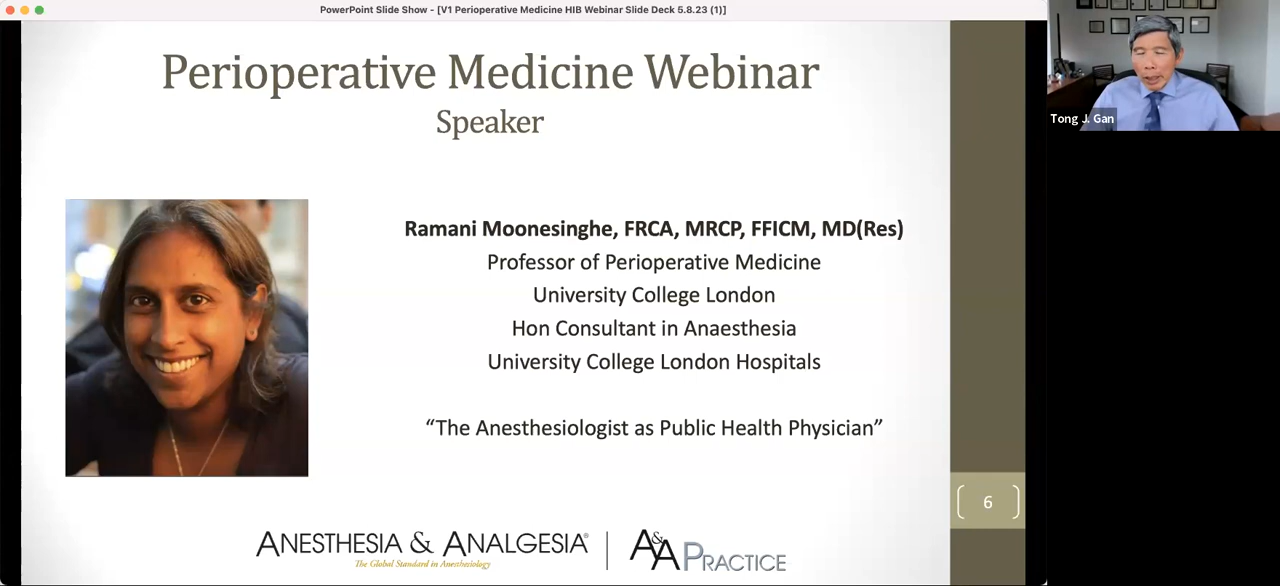 PowerPoint Slide Show - [V1 Perioperative Medicine HIB Webinar Slide Deck 5.8.23 (1)]
Perioperative Medicine Webinar
Speaker
Ramani Moonesinghe, FRCA, MRCP, FFICM, MD(Res)
Professor of Perioperative Medicine
University College London
Hon Consultant in Anaesthesia
University College London Hospitals
“The Anesthesiologist as Public Health Physician”
6
ANESTHESIA & ANALGESIA®
The Global Standard in Anesthesiology
A&A PRACTICE
Tong J. Gan